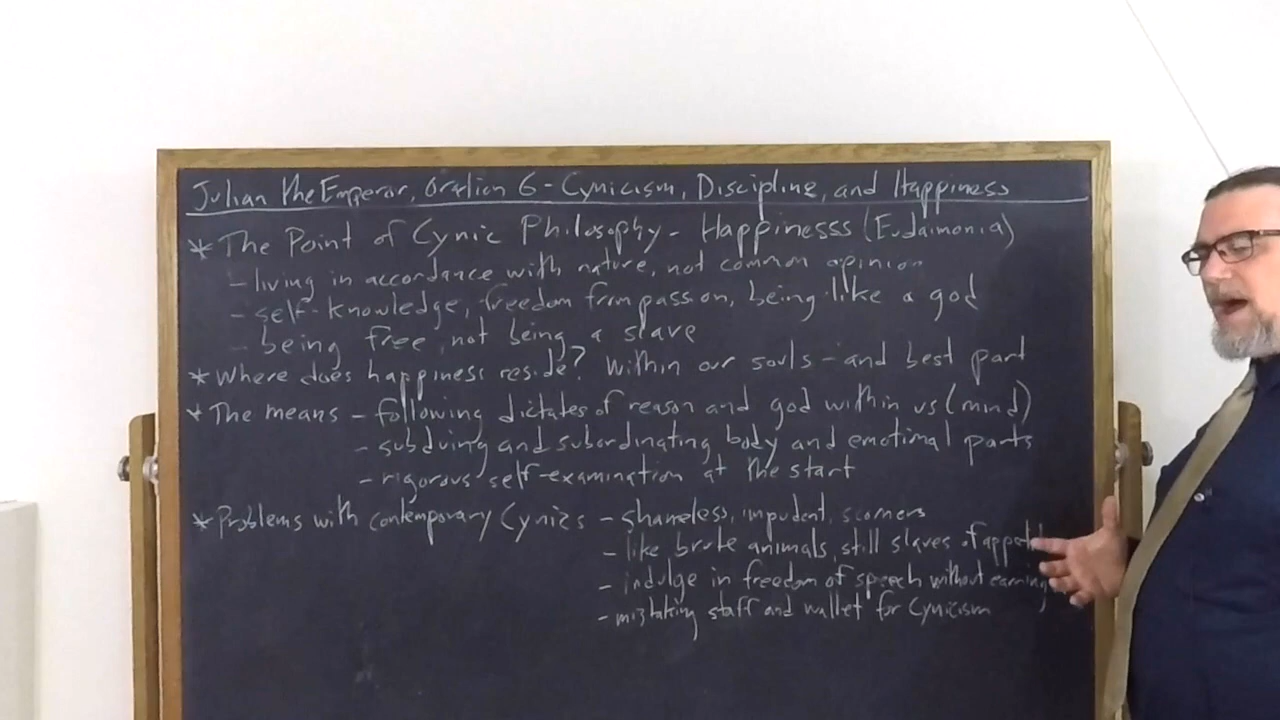 Julian the Emperor, Oration 6 - Cynicism, Discipline, and Happiness
* The Point of Cynic Philosophy - Happinesss (Eudaimonia)
- living in accordance with nature, not common opinion
- self-knowledge, freedom from passion, being like a god
- being free, not being a slave
* Where does happiness reside? Within our souls - and best part
* The means - following dictates of reason and god within us (mind)
- subduing and subordinating body and emotional parts
- rigorous self-examination at the start
* Problems with contemporary Cynics - shameless, impudent, scorners
- like brute animals, still slaves of
- indulge in freedom of speech without earning
- mistaking staff and wallet for Cynicism